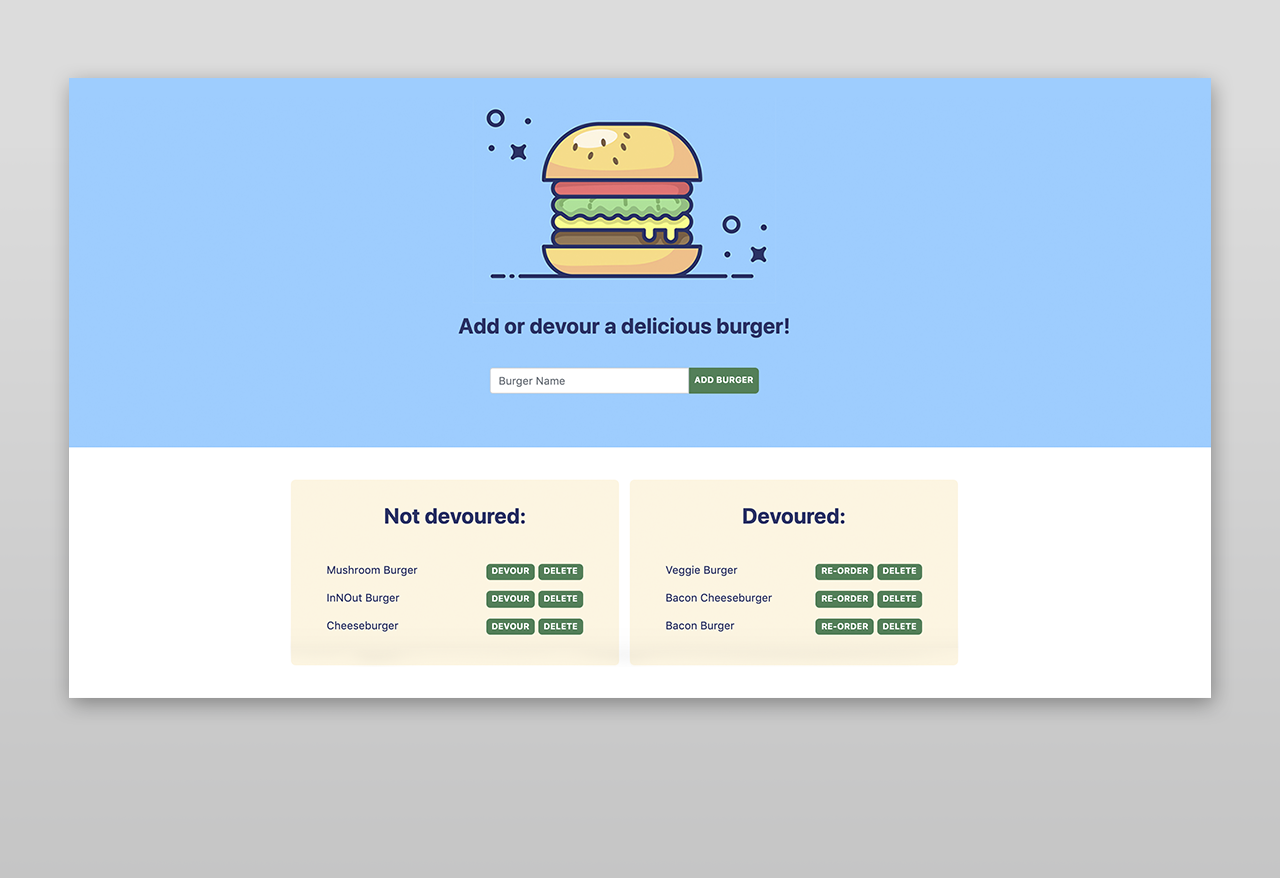 Add or devour a delicious burger!
Burger Name ADD BURGER
Not devoured:
Mushroom Burger DEVOUR DELETE
InNOut Burger DEVOUR DELETE
Cheeseburger DEVOUR DELETE
Devoured:
Veggie Burger RE-ORDER DELETE
Bacon Cheeseburger RE-ORDER DELETE
Bacon Burger RE-ORDER DELETE